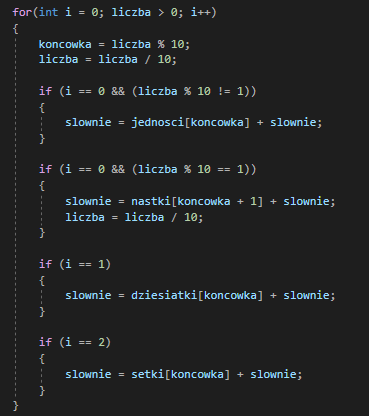 for(int i = 0; liczba > 0; i++)
{
    koncowka = liczba % 10;
    liczba = liczba / 10;

    if (i == 0 && (liczba % 10 != 1))
    {
        slownie = jednosci[koncowka] + slownie;
    }

    if (i == 0 && (liczba % 10 == 1))
    {
        slownie = nastki[koncowka + 1] + slownie;
        liczba = liczba / 10;
    }

    if (i == 1)
    {
        slownie = dziesiatki[koncowka] + slownie;
    }

    if (i == 2)
    {
        slownie = setki[koncowka] + slownie;
    }
}